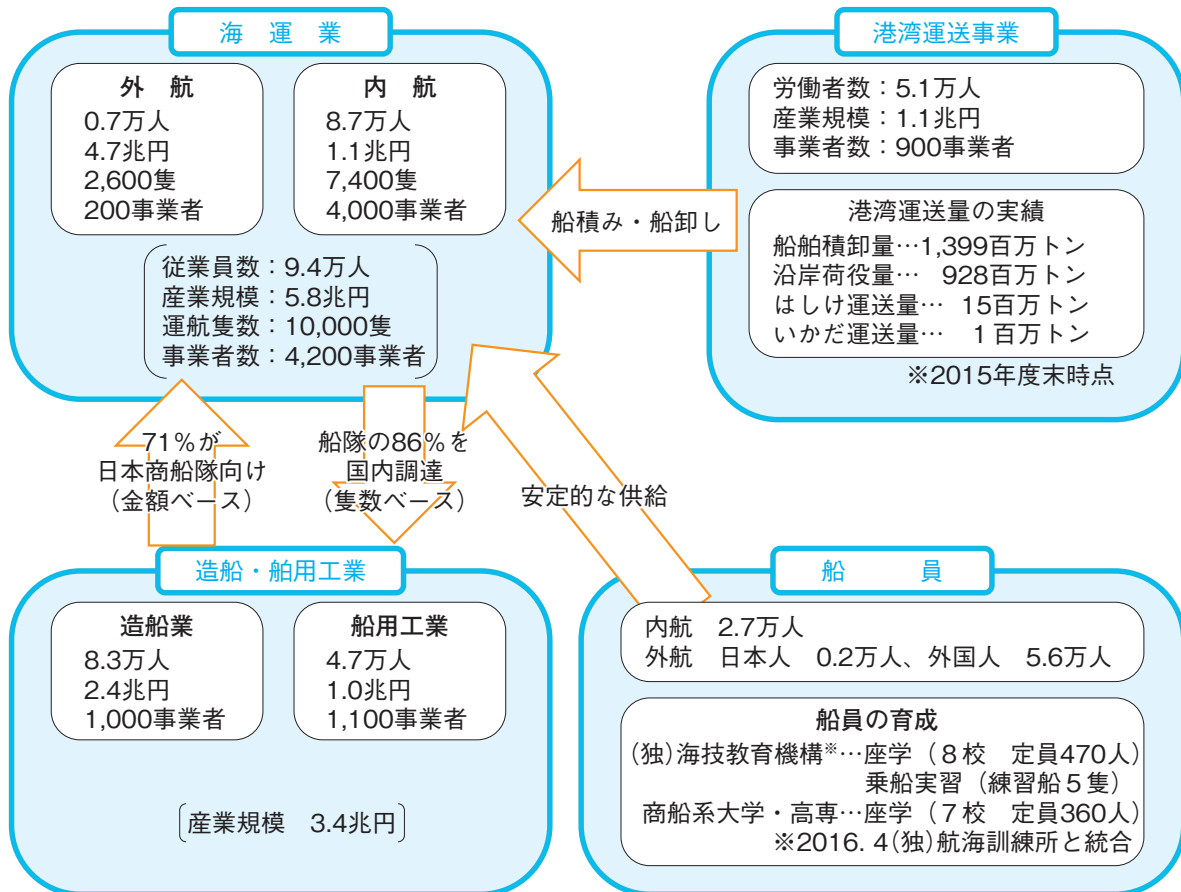 海　運　業
外　航
0.7万人
4.7兆円
2,600隻
200事業者
内　航
8.7万人
1.1兆円
7,400隻
4,000事業者
従業員数：9.4万人
産業規模：5.8兆円
運航隻数：10,000隻
事業者数：4,200事業者
港湾運送事業
労働者数：5.1万人
産業規模：1.1兆円
事業者数：900事業者
港湾運送量の実績
船舶積卸量…1,399百万トン
沿岸荷役量…　928百万トン
はしけ運送量…　15百万トン
いかだ運送量…　1百万トン
※2015年度末時点
船積み・船卸し
71％が
日本商船隊向け
（金額ベース）
船隊の86％を
国内調達
（隻数ベース）
安定的な供給
造船・舶用工業
造船業
8.3万人
2.4兆円
1,000事業者
舶用工業
4.7万人
1.0兆円
1,100事業者
産業規模　3.4兆円
船　員
内航　2.7万人
外航　日本人　0.2万人、外国人　5.6万人
船員の育成
(独)海技教育機構※…座学（８校　定員470人）
乗船実習（練習船５隻）
商船系大学・高専…座学（７校　定員360人）
※2016. 4(独)航海訓練所と統合